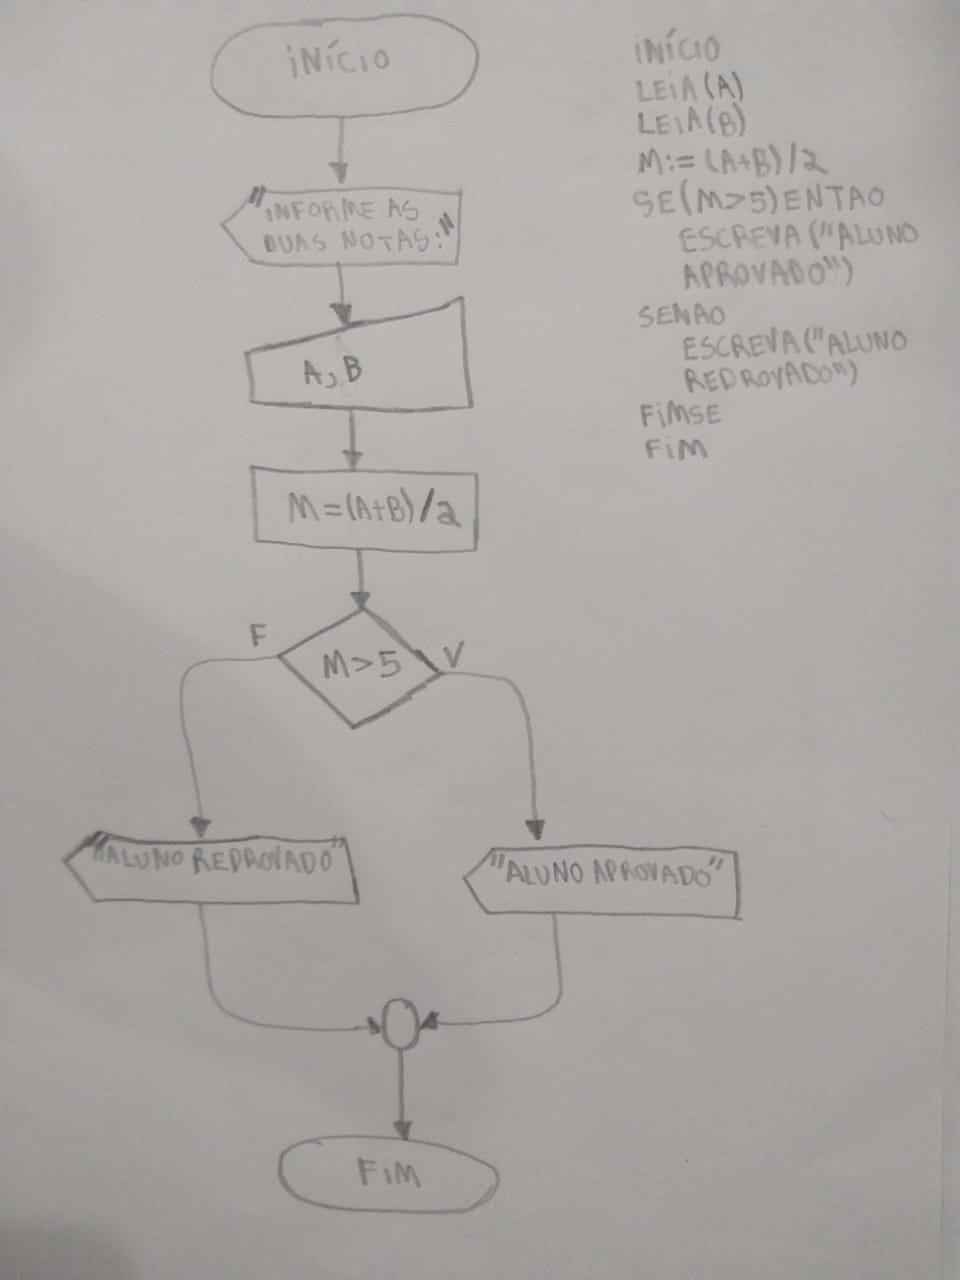 INÍCIO
"INFORME AS
DUAS NOTAS:"
A, B
M=(A+B)/2
M>5
F
V
"ALUNO REPROVADO"
"ALUNO APROVADO"
FIM
INÍCIO
LEIA(A)
LEIA(B)
M:=(A+B)/2
SE(M>5)ENTAO
ESCREVA("ALUNO
APROVADO")
SENAO
ESCREVA("ALUNO
REPROVADO")
FIMSE
FIM